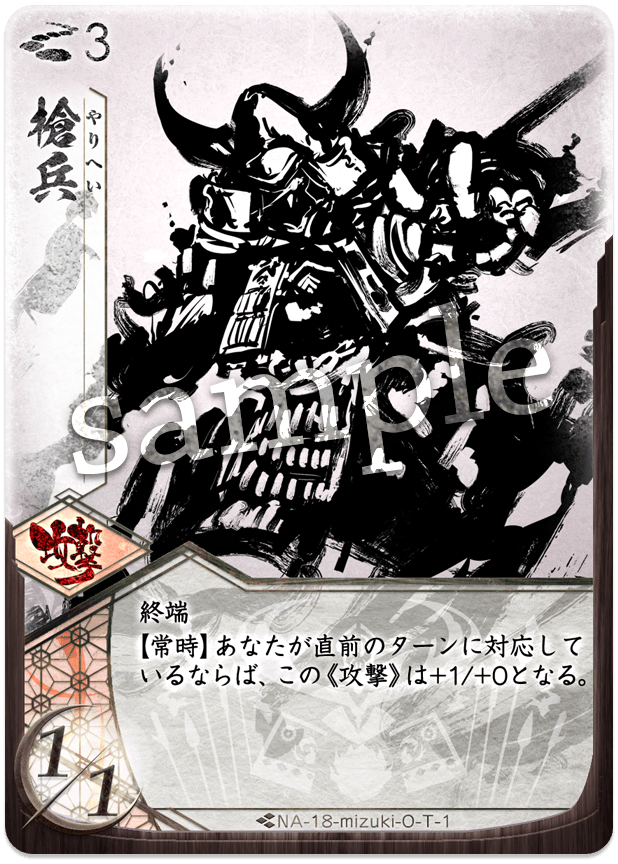 3
槍兵
やりへい
sample
攻撃
終端
【常時】あなたが直前のターンに対応して
いるならば、この《攻撃》は+1/+0となる。
1/1
NA-18-mizuki-O-T-1